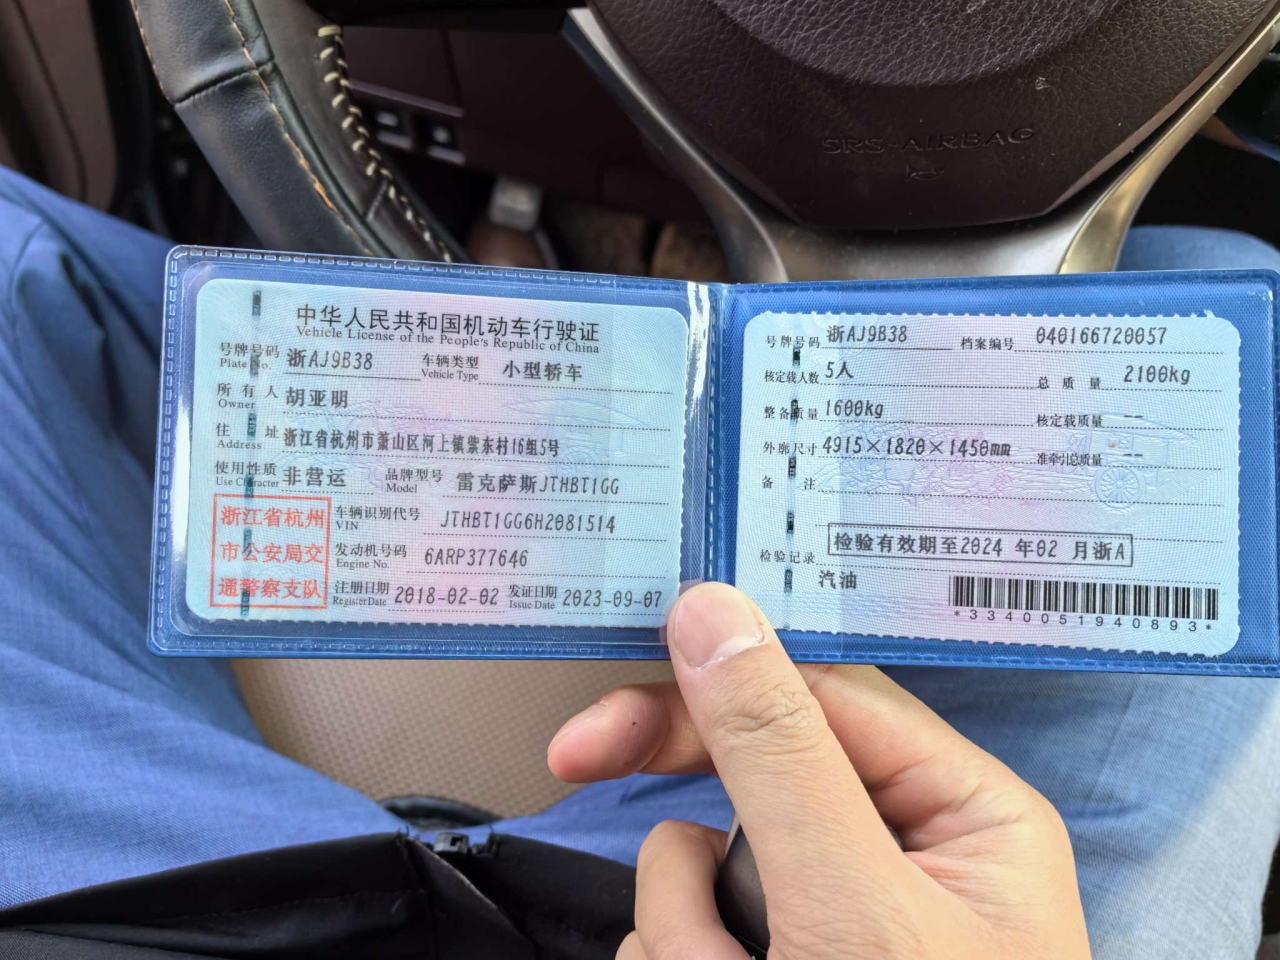 SRS-AIRBAG
中华人民共和国机动车行驶证
Vehicle License of the People's Republic of China
号牌号码 浙AJ9B38 车辆类型 小型轿车
Plate No. Vehicle Type
所有人 胡亚明
Owner
住址 浙江省杭州市萧山区河上镇紫东村16组5号
Address
使用性质 非营运 品牌型号 雷克萨斯JTHBT1GG
Use Character Model
浙江省杭州
市公安局交
通警察支队
车辆识别代号 JTHBT1GG6H2081514
VIN
发动机号码 6ARP377646
Engine No.
注册日期 2018-02-02 发证日期 2023-09-07
Register Date Issue Date
号牌号码 浙AJ9B38 档案编号 040166720057
核定载人数 5人 总质量 2100kg
整备质量 1600kg 核定载质量 --
外廓尺寸 4915×1820×1450mm 准牵引总质量 --
备注
检验记录 检验有效期至2024 年02 月浙A
汽油
*3340051940893*